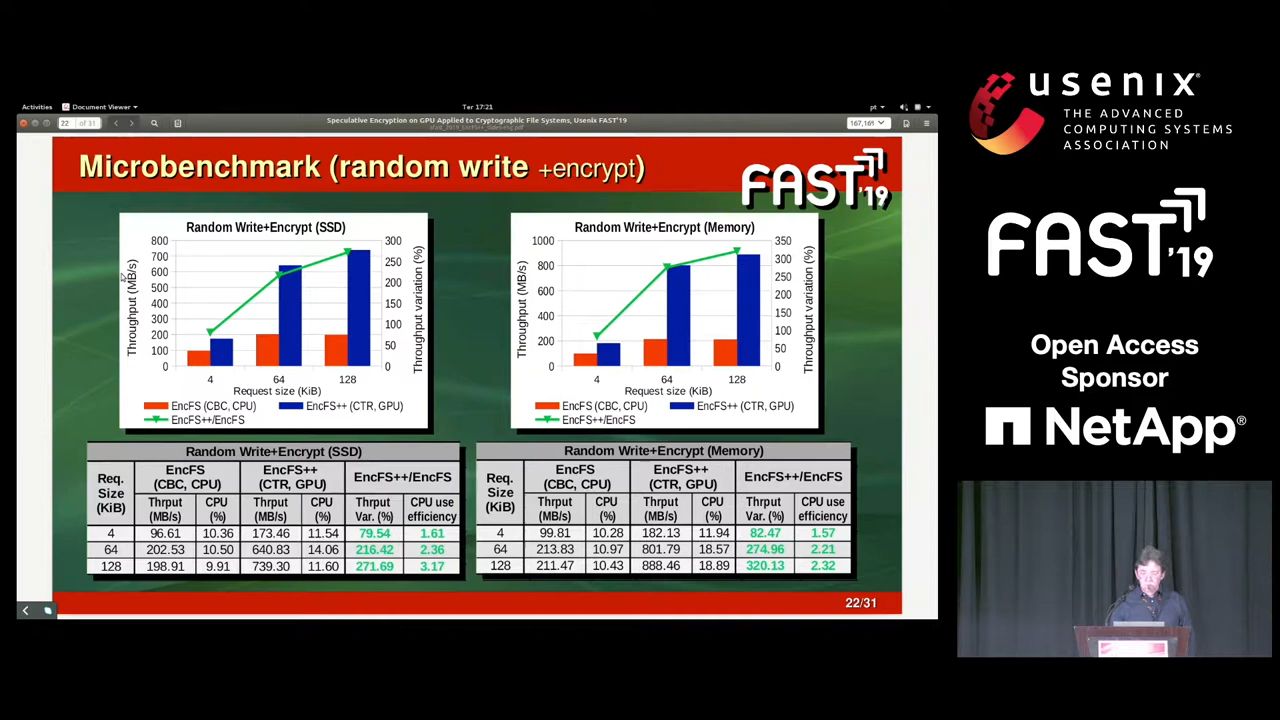 Activities
Document Viewer
Ter 17:21
pt
22
of 31
Speculative Encryption on GPU Applied to Cryptographic File Systems, Usenix FAST'19
Microbenchmark (random write +encrypt)
FAST'19
Random Write+Encrypt (SSD)
Throughput (MB/s)
800
700
600
500
400
300
200
100
0
300
250
200
150
100
50
0
Throughput variation (%)
4 64 128
Request size (KiB)
EncFS (CBC, CPU) EncFS++ (CTR, GPU)
EncFS++/EncFS
Random Write+Encrypt (Memory)
Throughput (MB/s)
1000
800
600
400
200
0
350
300
250
200
150
100
50
0
Throughput variation (%)
4 64 128
Request size (KiB)
EncFS (CBC, CPU) EncFS++ (CTR, GPU)
EncFS++/EncFS
Random Write+Encrypt (SSD)
Req. Size (KiB)
EncFS (CBC, CPU)
EncFS++ (CTR, GPU)
EncFS++/EncFS
Thrput (MB/s) CPU (%) Thrput (MB/s) CPU (%) Thrput Var. (%) CPU use efficiency
4 96.61 10.36 173.46 11.54 79.54 1.61
64 202.53 10.50 640.83 14.06 216.42 2.36
128 198.91 9.91 739.30 11.60 271.69 3.17
Random Write+Encrypt (Memory)
Req. Size (KiB)
EncFS (CBC, CPU)
EncFS++ (CTR, GPU)
EncFS++/EncFS
Thrput (MB/s) CPU (%) Thrput (MB/s) CPU (%) Thrput Var. (%) CPU use efficiency
4 99.81 10.28 182.13 11.94 82.47 1.57
64 213.83 10.97 801.79 18.57 274.96 2.21
128 211.47 10.43 888.46 18.89 320.13 2.32
22/31
usenix®
THE ADVANCED
COMPUTING SYSTEMS
ASSOCIATION
FAST'19
Open Access
Sponsor
NetApp®